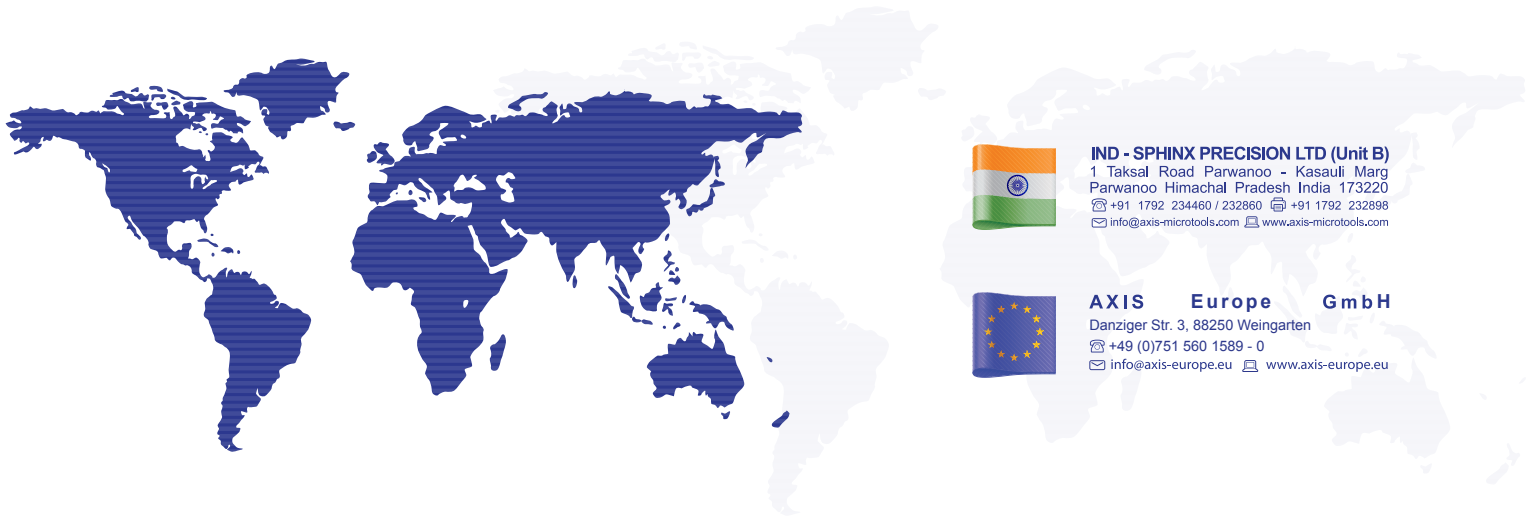 IND - SPHINX PRECISION LTD (Unit B)
1 Taksal Road Parwanoo - Kasauli Marg
Parwanoo Himachal Pradesh India 173220
+91 1792 234460 / 232860 +91 1792 232898
info@axis-microtools.com www.axis-microtools.com
AXIS Europe GmbH
Danziger Str. 3, 88250 Weingarten
+49 (0)751 560 1589 - 0
info@axis-europe.eu www.axis-europe.eu